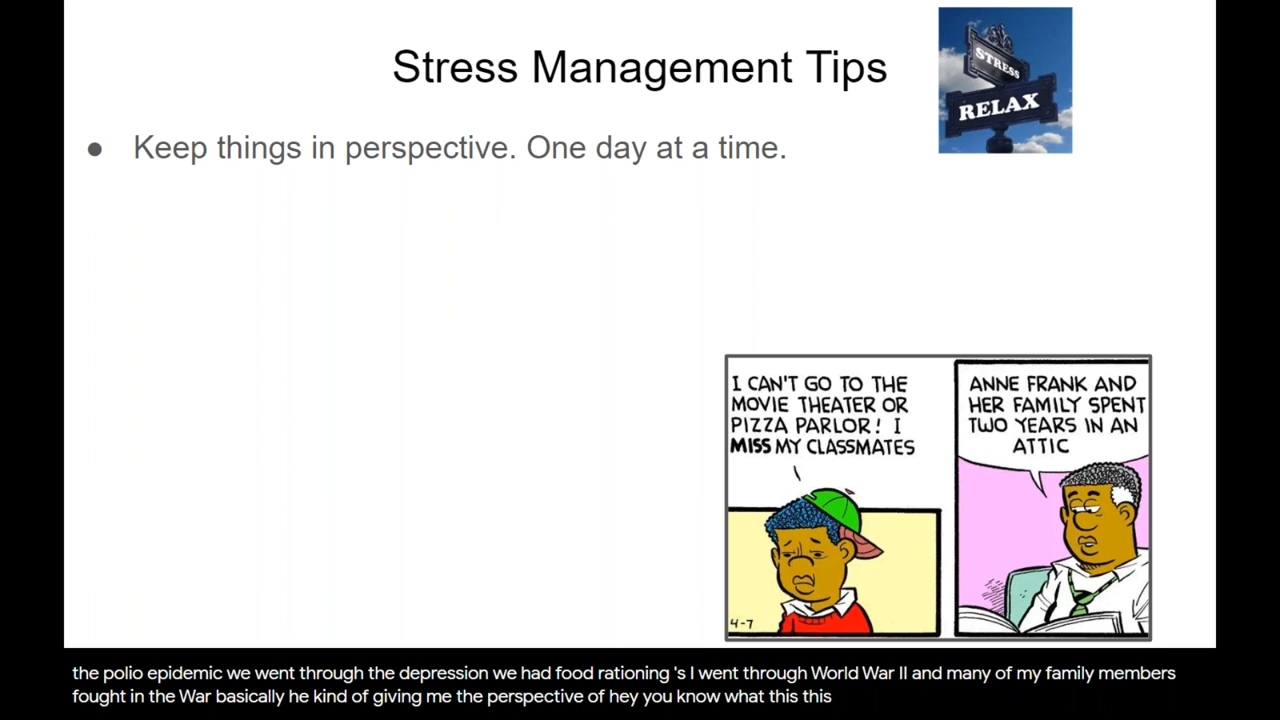 Stress Management Tips
STRESS
RELAX
● Keep things in perspective. One day at a time.
I CAN'T GO TO THE
MOVIE THEATER OR
PIZZA PARLOR! I
MISS MY CLASSMATES
ANNE FRANK AND
HER FAMILY SPENT
TWO YEARS IN AN
ATTIC
4-7
the polio epidemic we went through the depression we had food rationing 's I went through World War II and many of my family members
fought in the War basically he kind of giving me the perspective of hey you know what this this